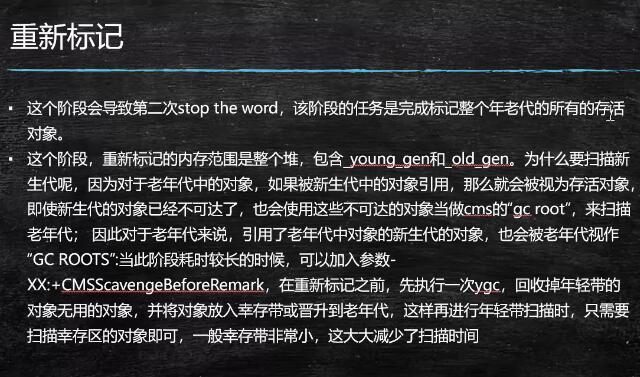 重新标记
▪ 这个阶段会导致第二次stop the word，该阶段的任务是完成标记整个年老代的所有的存活
对象。
▪ 这个阶段，重新标记的内存范围是整个堆，包含_young_gen和_old_gen。为什么要扫描新
生代呢，因为对于老年代中的对象，如果被新生代中的对象引用，那么就会被视为存活对象，
即使新生代的对象已经不可达了，也会使用这些不可达的对象当做cms的“gc root”，来扫描
老年代； 因此对于老年代来说，引用了老年代中对象的新生代的对象，也会被老年代视作
“GC ROOTS”:当此阶段耗时较长的时候，可以加入参数-
XX:+CMSScavengeBeforeRemark，在重新标记之前，先执行一次ygc，回收掉年轻带的
对象无用的对象，并将对象放入幸存带或晋升到老年代，这样再进行年轻带扫描时，只需要
扫描幸存区的对象即可，一般幸存带非常小，这大大减少了扫描时间